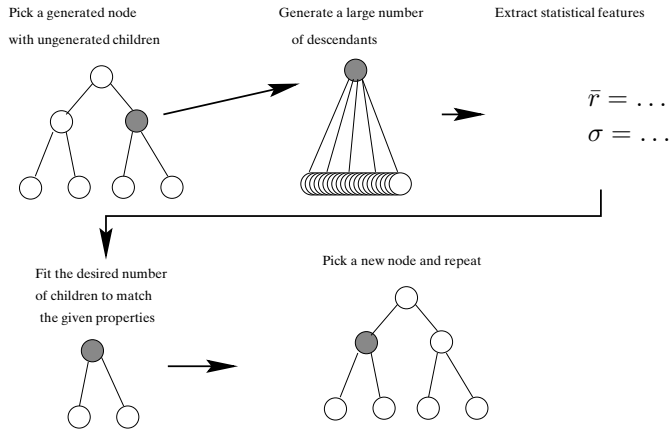 Pick a generated node
with ungenerated children
Generate a large number
of descendants
Extract statistical features
r̄ = ...
σ = ...
Fit the desired number
of children to match
the given properties
Pick a new node and repeat